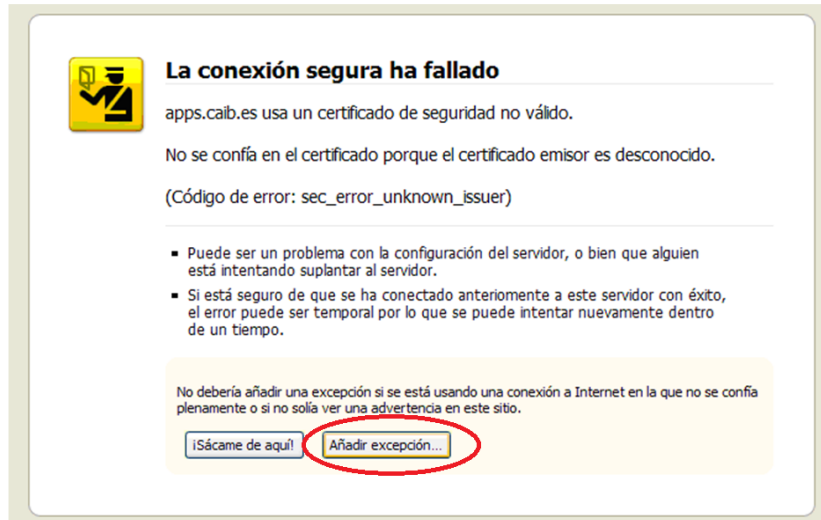 La conexión segura ha fallado
apps.caib.es usa un certificado de seguridad no válido.
No se confía en el certificado porque el certificado emisor es desconocido.
(Código de error: sec_error_unknown_issuer)
Puede ser un problema con la configuración del servidor, o bien que alguien
está intentando suplantar al servidor.
Si está seguro de que se ha conectado anteriormente a este servidor con éxito,
el error puede ser temporal por lo que se puede intentar nuevamente dentro
de un tiempo.
No debería añadir una excepción si se está usando una conexión a Internet en la que no se confía
plenamente o si no solía ver una advertencia en este sitio.
¡Sácame de aquí! Añadir excepción...